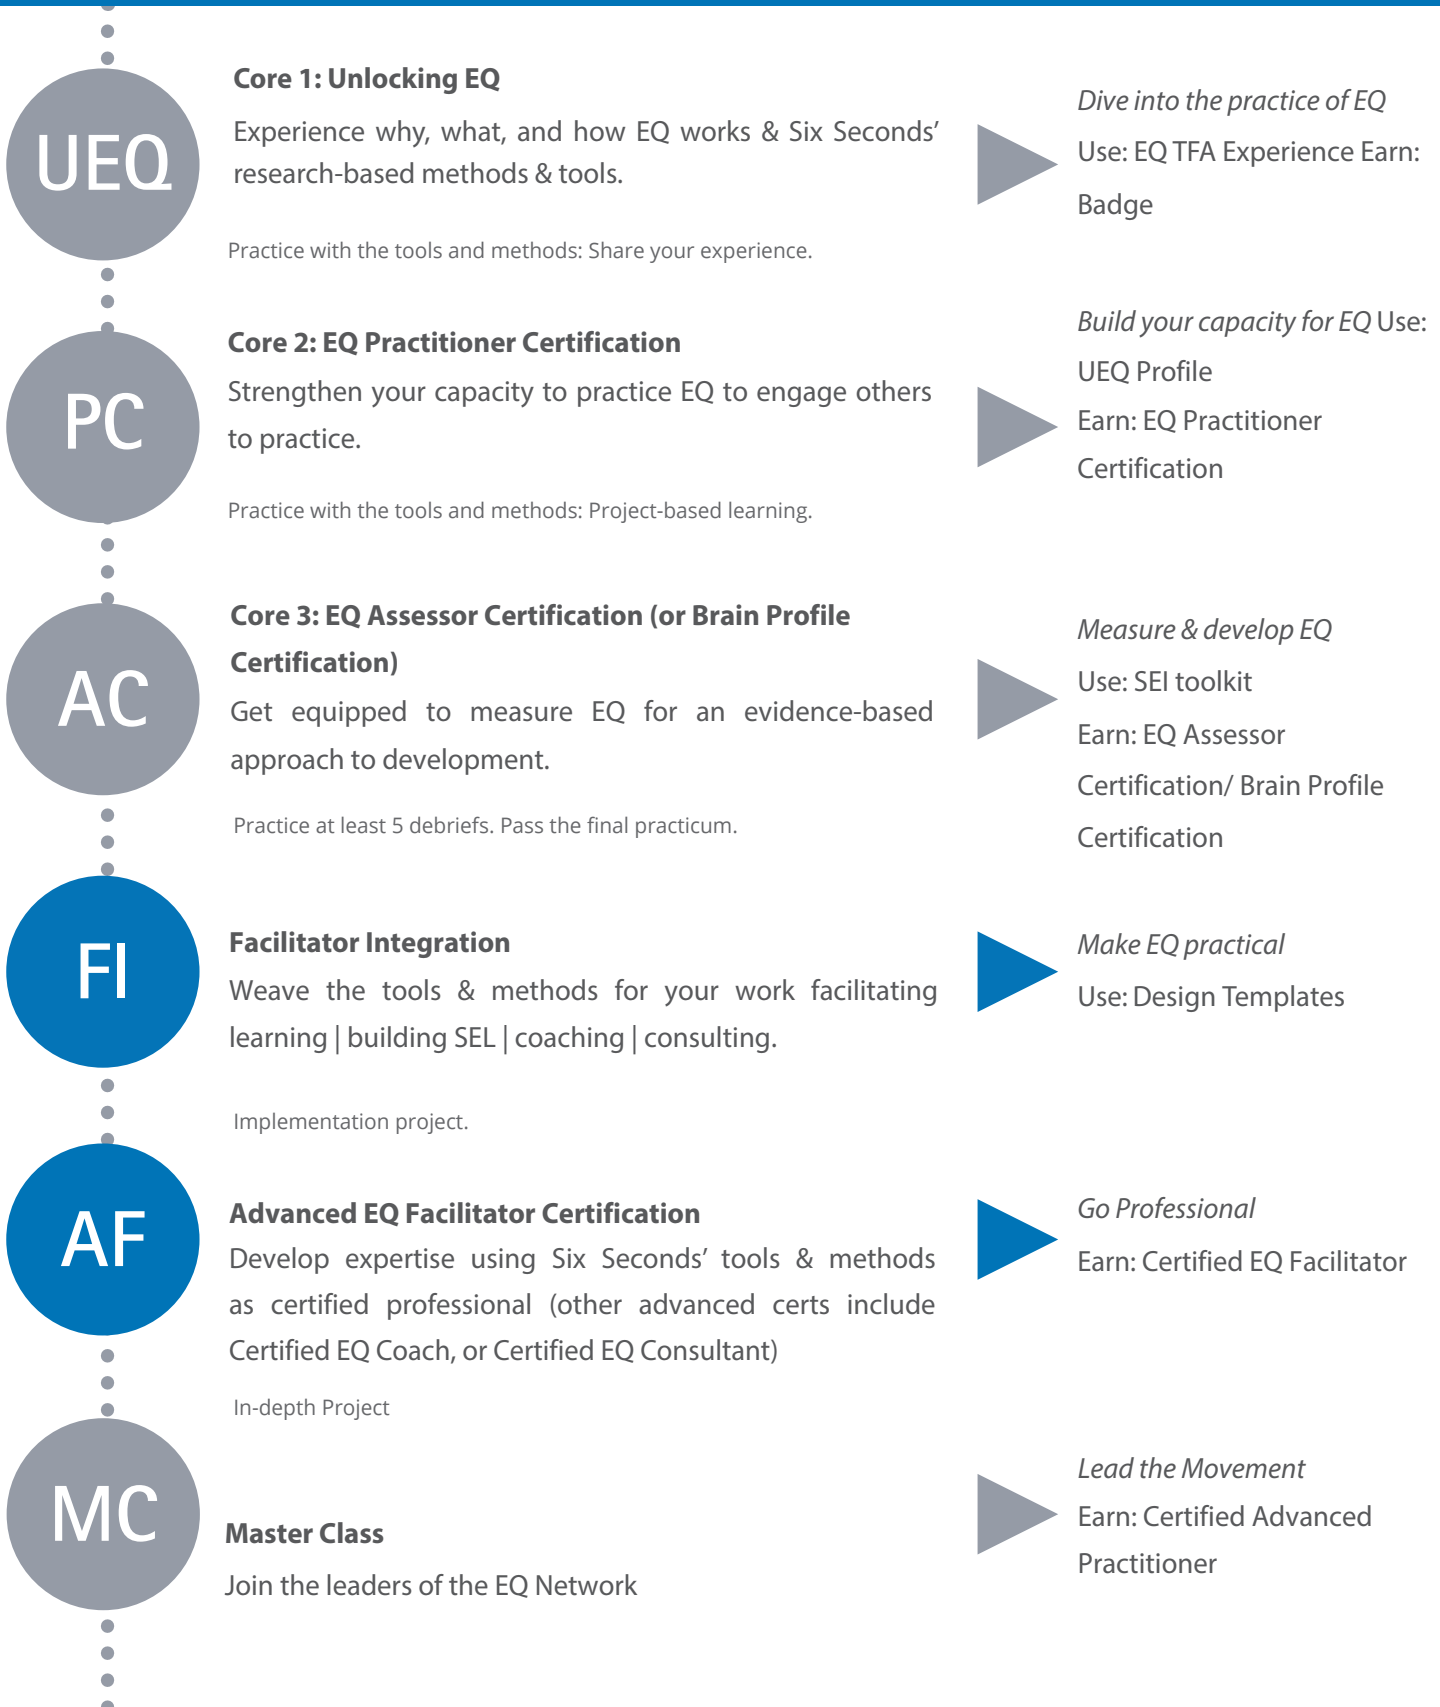 UEQ
Core 1: Unlocking EQ
Experience why, what, and how EQ works & Six Seconds’
research-based methods & tools.
Practice with the tools and methods: Share your experience.
Dive into the practice of EQ
Use: EQ TFA Experience Earn:
Badge
PC
Core 2: EQ Practitioner Certification
Strengthen your capacity to practice EQ to engage others
to practice.
Practice with the tools and methods: Project-based learning.
Build your capacity for EQ Use:
UEQ Profile
Earn: EQ Practitioner
Certification
AC
Core 3: EQ Assessor Certification (or Brain Profile
Certification)
Get equipped to measure EQ for an evidence-based
approach to development.
Practice at least 5 debriefs. Pass the final practicum.
Measure & develop EQ
Use: SEI toolkit
Earn: EQ Assessor
Certification/ Brain Profile
Certification
FI
Facilitator Integration
Weave the tools & methods for your work facilitating
learning | building SEL | coaching | consulting.
Implementation project.
Make EQ practical
Use: Design Templates
AF
Advanced EQ Facilitator Certification
Develop expertise using Six Seconds’ tools & methods
as certified professional (other advanced certs include
Certified EQ Coach, or Certified EQ Consultant)
In-depth Project
Go Professional
Earn: Certified EQ Facilitator
MC
Master Class
Join the leaders of the EQ Network
Lead the Movement
Earn: Certified Advanced
Practitioner